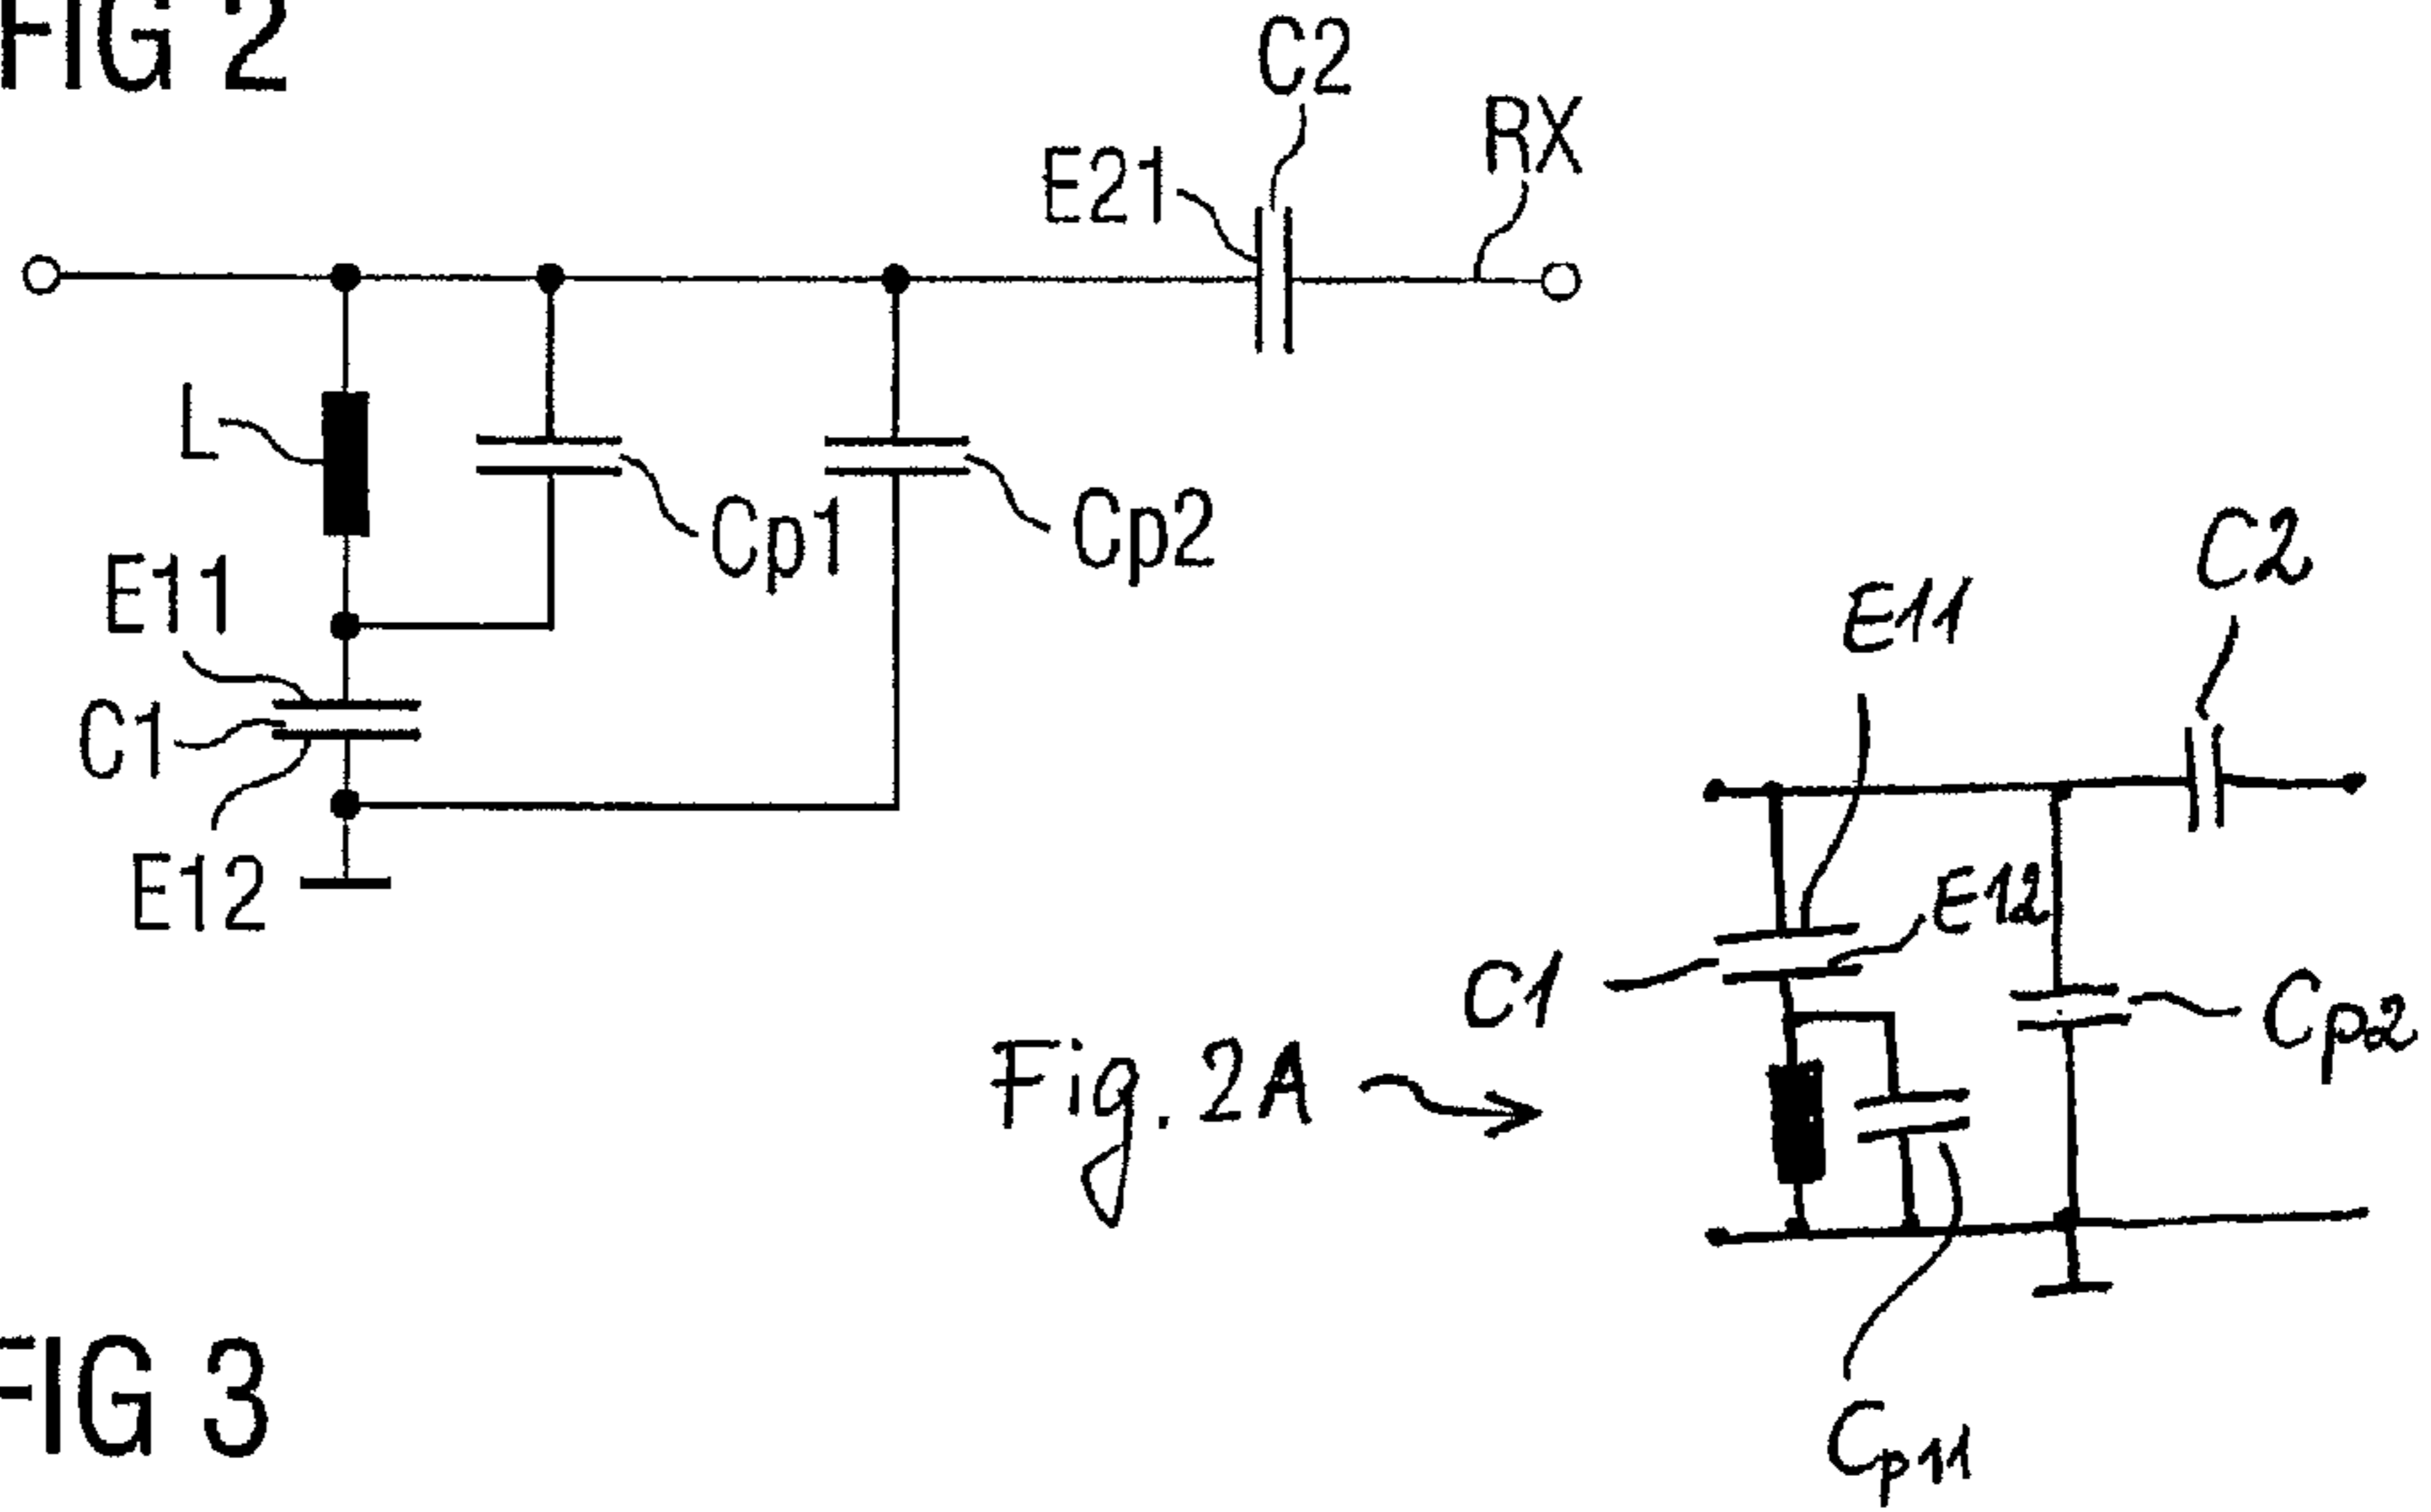 FIG 2
C2
RX
E21
L
Cp1
Cp2
E11
C1
E12
C2
E11
E12
C1
Cp2
Fig. 2A
Cp11
FIG 3